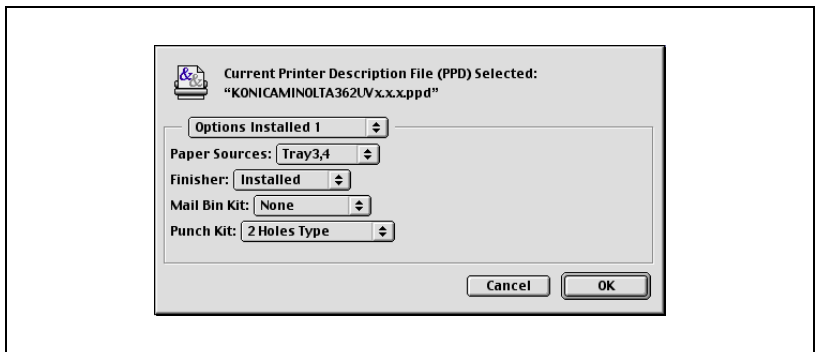 Current Printer Description File (PPD) Selected:
“KONICAMINOLTA362UVx.x.x.ppd”
Options Installed 1
Paper Sources: Tray3,4
Finisher: Installed
Mail Bin Kit: None
Punch Kit: 2 Holes Type
Cancel OK